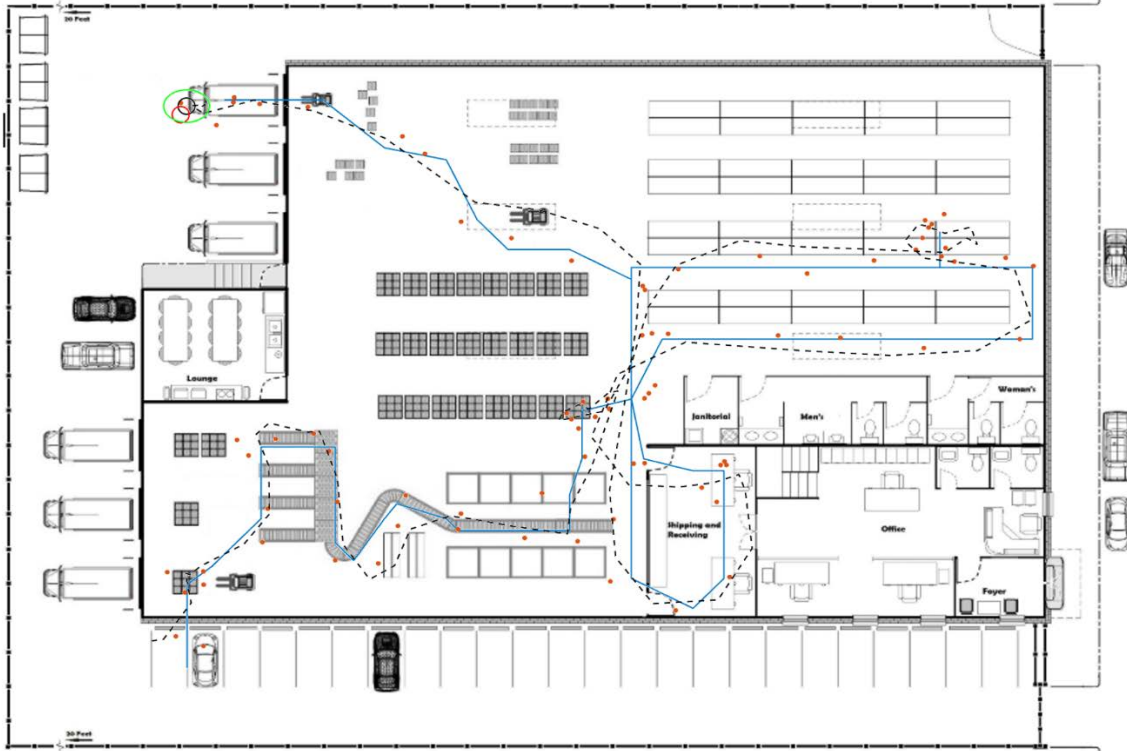 30 Feet
Lounge
Janitorial
Men's
Woman's
Shipping and
Receiving
Office
Foyer
30 Feet